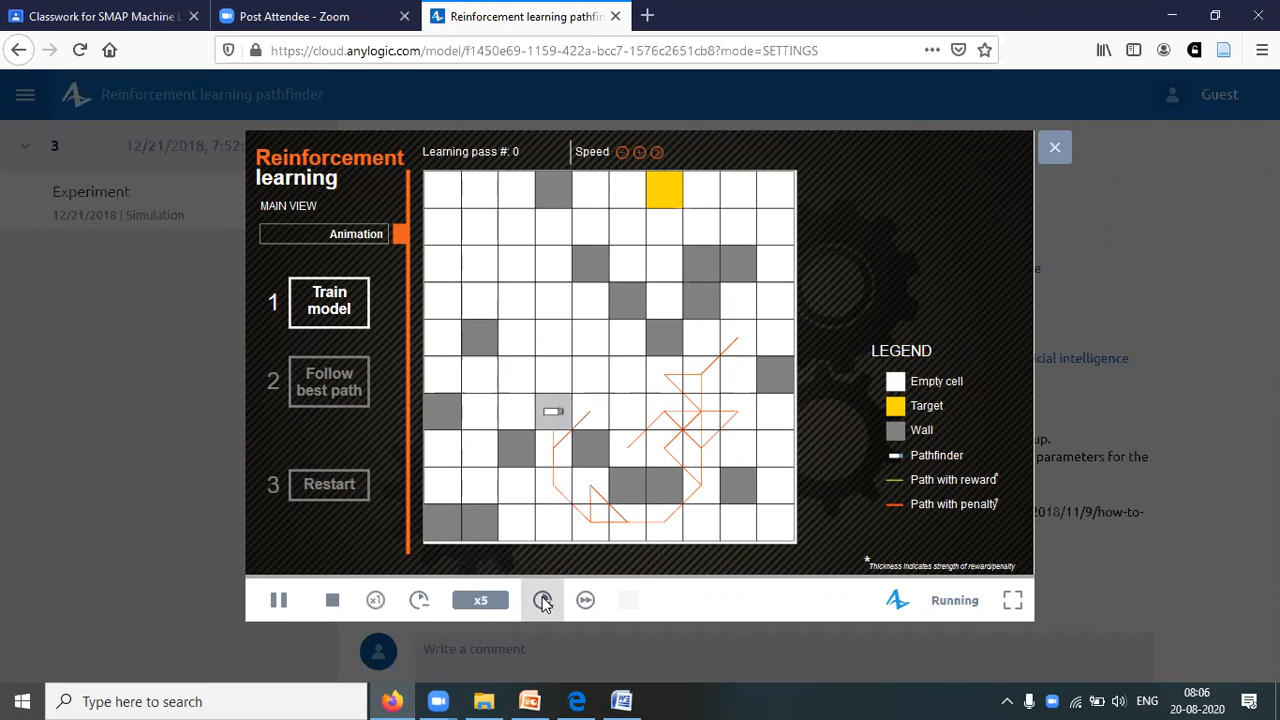 Classwork for SMAP Machine L
Post Attendee - Zoom
Reinforcement learning pathfin
https://cloud.anylogic.com/model/f1450e69-1159-422a-bcc7-1576c2651cb8?mode=SETTINGS
Reinforcement learning pathfinder
Guest
3
12/21/2018, 7:52:
Experiment
12/21/2018 | Simulation
Reinforcement
learning
MAIN VIEW
Animation
1
Train
model
2
Follow
best path
3
Restart
Learning pass #: 0
Speed
LEGEND
Empty cell
Target
Wall
Pathfinder
Path with reward*
Path with penalty*
*Thickness indicates strength of reward/penalty
e
cial intelligence
up.
parameters for the
2018/11/9/how-to-
x1
x5
Running
Write a comment
Type here to search
ENG
08:06
20-08-2020